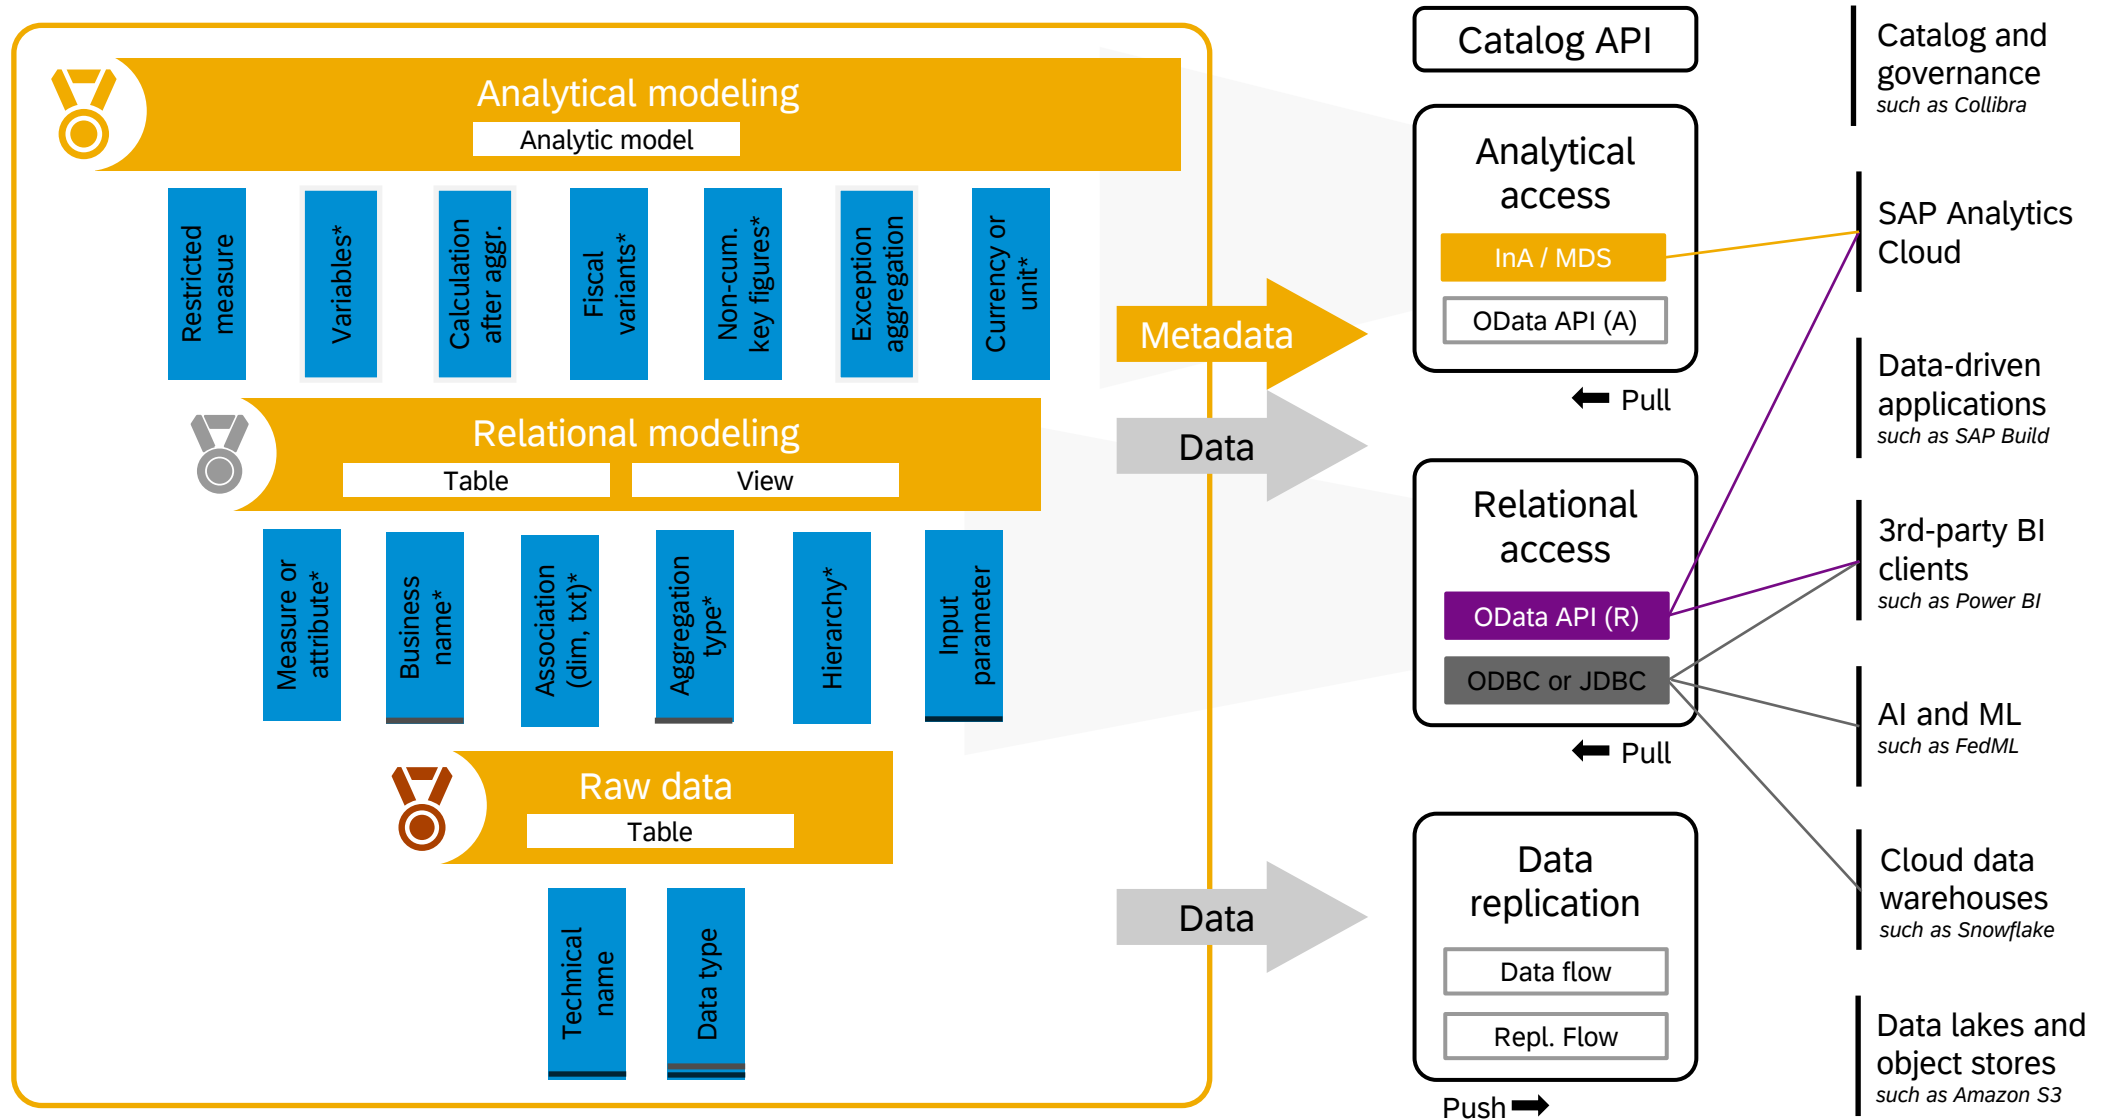 Analytical modeling
Analytic model
Restricted
measure
Variables*
Calculation
after aggr.
Fiscal
variants*
Non-cum.
key figures*
Exception
aggregation
Currency or
unit*
Relational modeling
Table
View
Measure or
attribute*
Business
name*
Association
(dim, txt)*
Aggregation
type*
Hierarchy*
Input
parameter
Raw data
Table
Technical
name
Data type
Metadata
Data
Data
Catalog API
Analytical
access
InA / MDS
OData API (A)
Pull
Relational
access
OData API (R)
ODBC or JDBC
Pull
Data
replication
Data flow
Repl. Flow
Push
Catalog and
governance
such as Collibra
SAP Analytics
Cloud
Data-driven
applications
such as SAP Build
3rd-party BI
clients
such as Power BI
AI and ML
such as FedML
Cloud data
warehouses
such as Snowflake
Data lakes and
object stores
such as Amazon S3